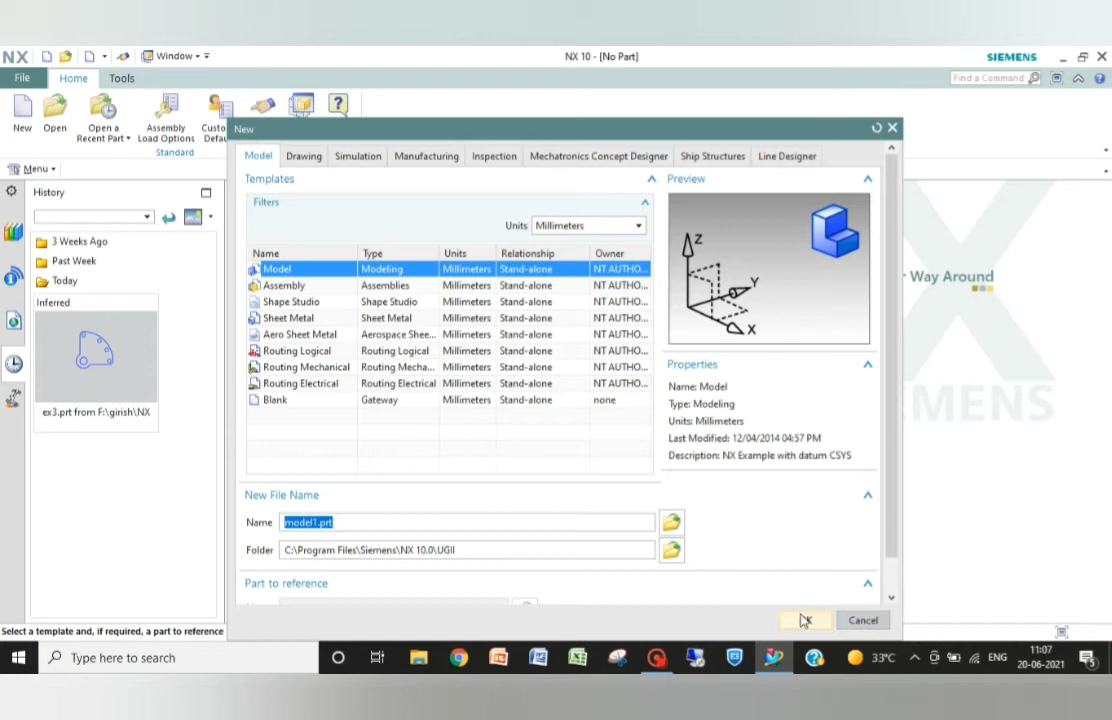 NX
Window
NX 10 - [No Part]
SIEMENS
File
Home
Tools
Find a Command
New
Open
Open a
Recent Part
Assembly
Load Options
Standard
Menu
History
3 Weeks Ago
Past Week
Today
Inferred
ex3.prt from F:\girish\NX
New
Model
Drawing
Simulation
Manufacturing
Inspection
Mechatronics Concept Designer
Ship Structures
Line Designer
Templates
Filters
Units Millimeters
Name Type Units Relationship Owner
Model Modeling Millimeters Stand-alone NT AUTHO...
Assembly Assemblies Millimeters Stand-alone NT AUTHO...
Shape Studio Shape Studio Millimeters Stand-alone NT AUTHO...
Sheet Metal Sheet Metal Millimeters Stand-alone NT AUTHO...
Aero Sheet Metal Aerospace Shee... Millimeters Stand-alone NT AUTHO...
Routing Logical Routing Logical Millimeters Stand-alone NT AUTHO...
Routing Mechanical Routing Mecha... Millimeters Stand-alone NT AUTHO...
Routing Electrical Routing Electrical Millimeters Stand-alone NT AUTHO...
Blank Gateway Millimeters Stand-alone none
Preview
Z
Y
X
Properties
Name: Model
Type: Modeling
Units: Millimeters
Last Modified: 12/04/2014 04:57 PM
Description: NX Example with datum CSYS
New File Name
Name model1.prt
Folder C:\Program Files\Siemens\NX 10.0\UGII
Part to reference
Cancel
Way Around
Select a template and, if required, a part to reference
Type here to search
33°C
ENG
11:07
20-06-2021
5